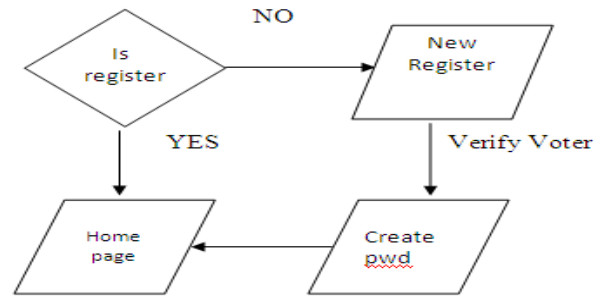 NO
Is
register
New
Register
YES
Verify Voter
Home
page
Create
pwd